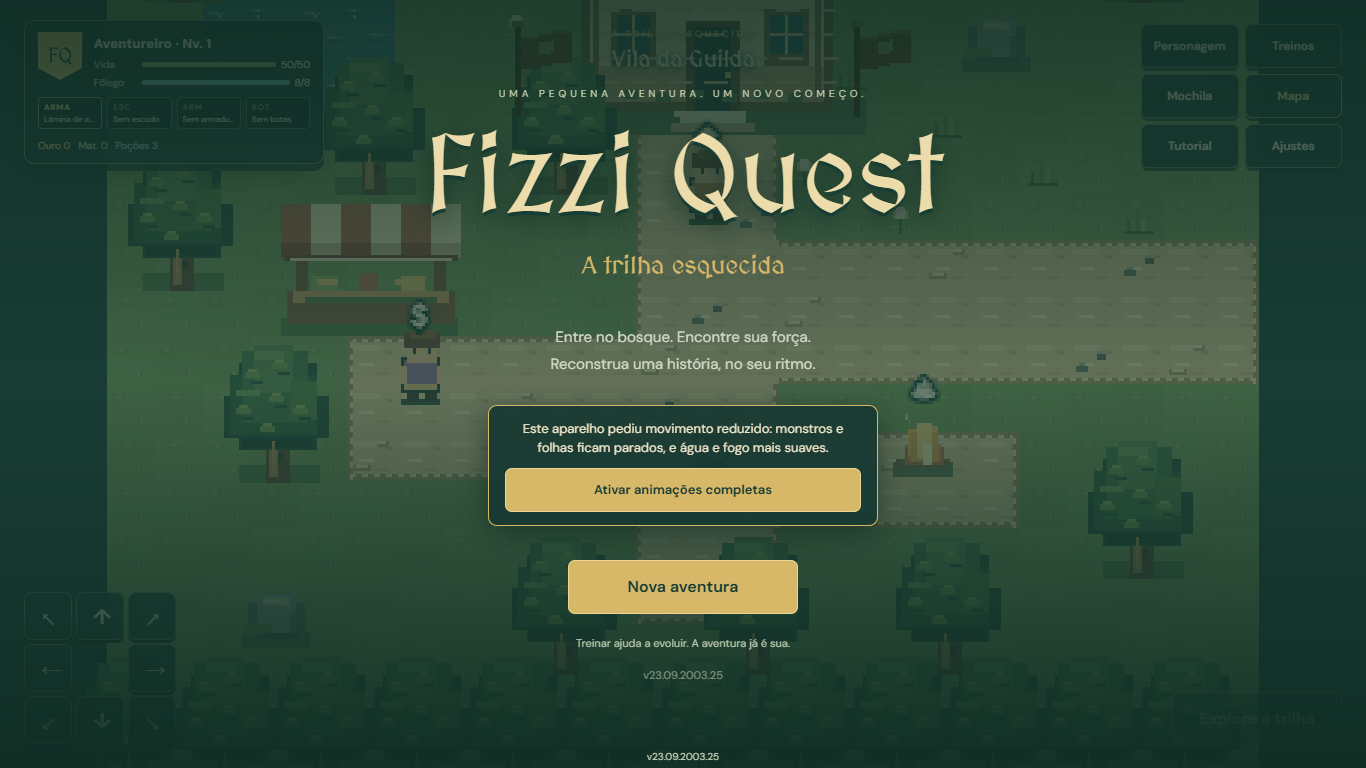 FQ
Aventureiro · Nv. 1
Vida 50/50
Fôlego 8/8
ARMA
Lâmina de a...
ESC
Sem escudo
ARM
Sem armadu...
BOT
Sem botas
Ouro 0 Mat. 0 Poções 3
Vila da Guilda
Personagem
Treinos
Mochila
Mapa
Tutorial
Ajustes
UMA PEQUENA AVENTURA. UM NOVO COMEÇO.
Fizzi Quest
A trilha esquecida
$
Entre no bosque. Encontre sua força.
Reconstrua uma história, no seu ritmo.
Este aparelho pediu movimento reduzido: monstros e
folhas ficam parados, e água e fogo mais suaves.
Ativar animações completas
Nova aventura
Treinar ajuda a evoluir. A aventura já é sua.
v23.09.2003.25
Explore a trilha
v23.09.2003.25